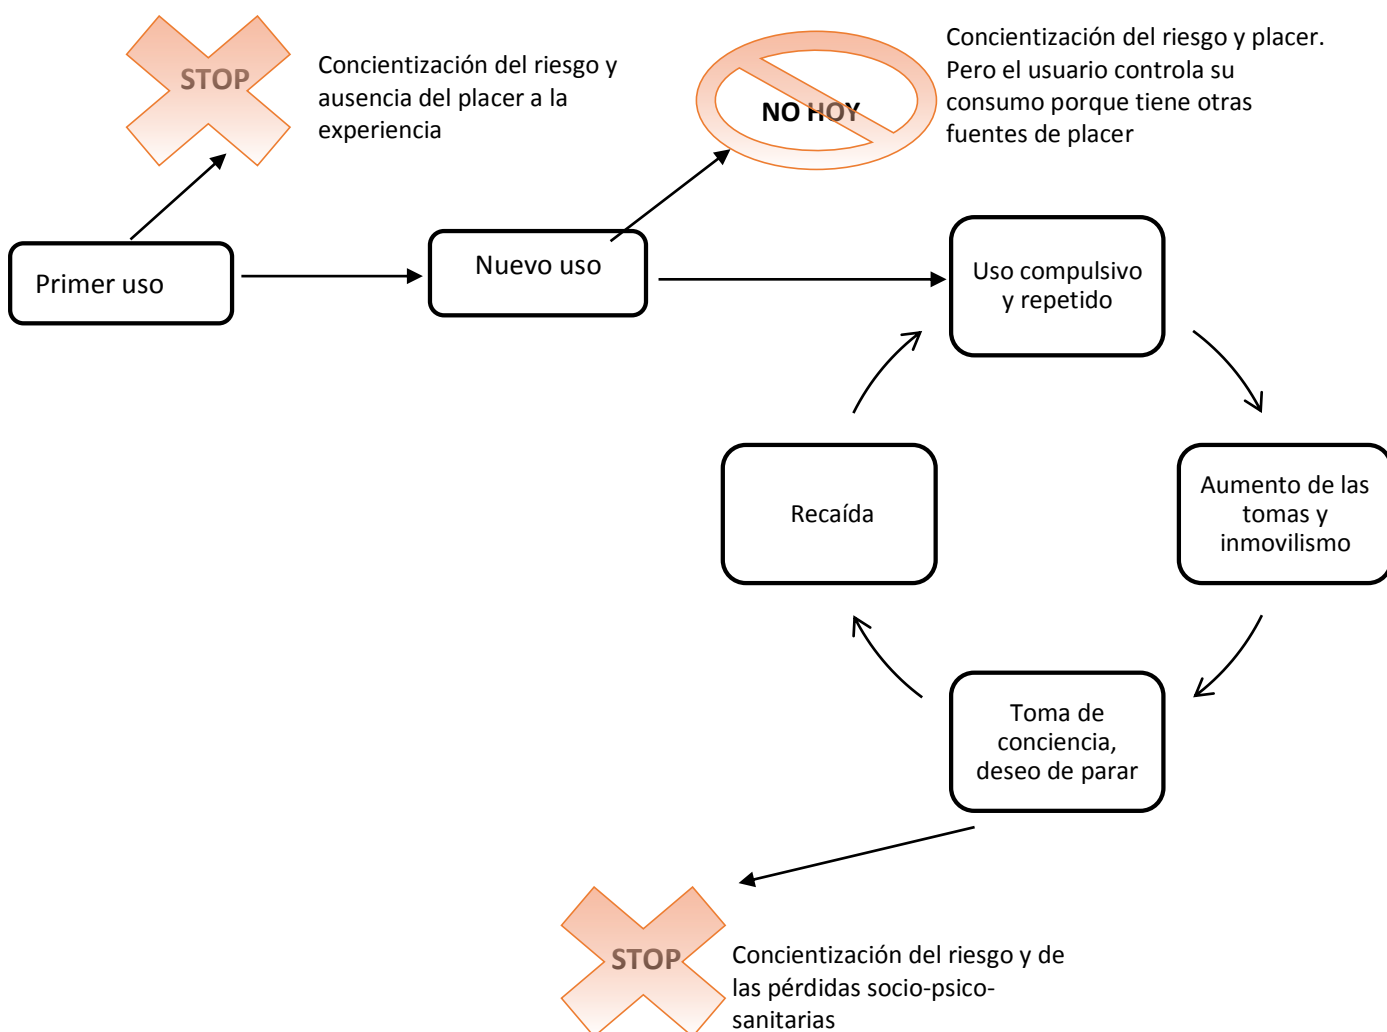 STOP
Concientización del riesgo y
ausencia del placer a la
experiencia
NO HOY
Concientización del riesgo y placer.
Pero el usuario controla su
consumo porque tiene otras
fuentes de placer
Primer uso
Nuevo uso
Uso compulsivo
y repetido
Recaída
Aumento de las
tomas y
inmovilismo
Toma de
conciencia,
deseo de parar
STOP
Concientización del riesgo y de
las pérdidas socio-psico-
sanitarias